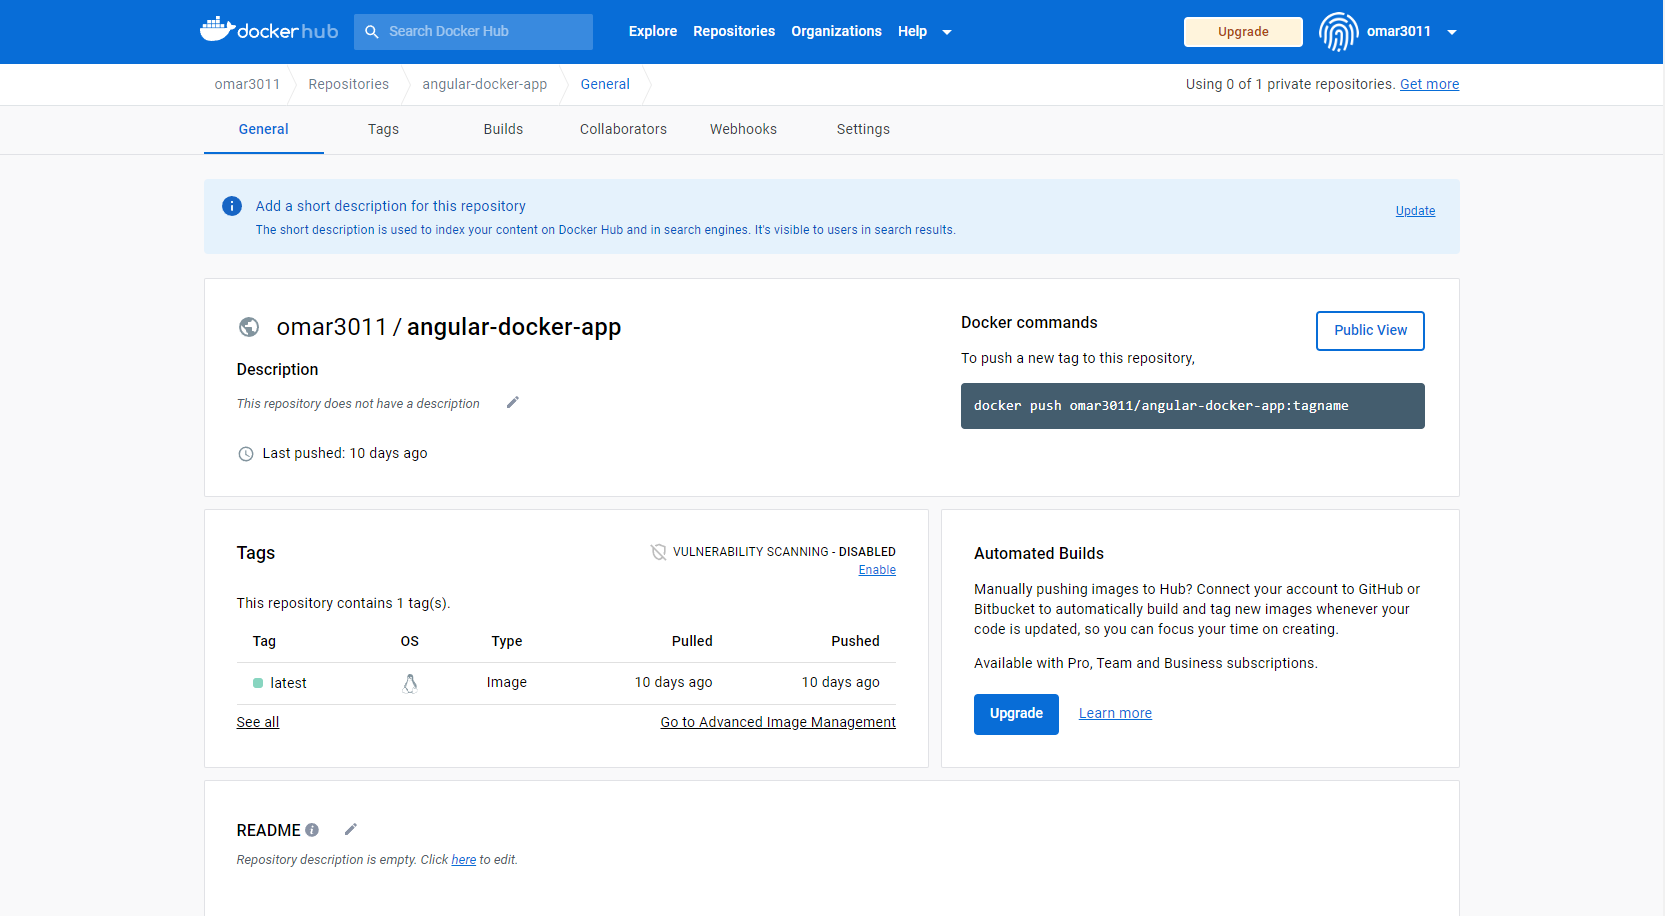 docker hub
Search Docker Hub
Explore Repositories Organizations Help
Upgrade
omar3011
omar3011 Repositories angular-docker-app General
Using 0 of 1 private repositories. Get more
General Tags Builds Collaborators Webhooks Settings
Add a short description for this repository
The short description is used to index your content on Docker Hub and in search engines. It's visible to users in search results.
Update
omar3011 / angular-docker-app
Description
This repository does not have a description
Last pushed: 10 days ago
Docker commands
Public View
To push a new tag to this repository,
docker push omar3011/angular-docker-app:tagname
Tags
VULNERABILITY SCANNING - DISABLED
Enable
This repository contains 1 tag(s).
Tag OS Type Pulled Pushed
latest Image 10 days ago 10 days ago
See all Go to Advanced Image Management
Automated Builds
Manually pushing images to Hub? Connect your account to GitHub or
Bitbucket to automatically build and tag new images whenever your
code is updated, so you can focus your time on creating.
Available with Pro, Team and Business subscriptions.
Upgrade Learn more
README
Repository description is empty. Click here to edit.